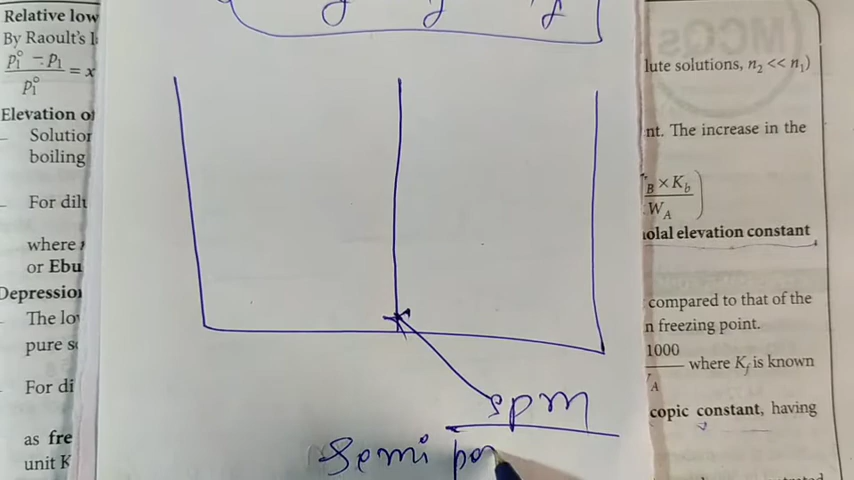 Relative low
By Raoult's l
p₁° − p₁ / p₁° = x
Elevation o
Solution
boiling
For dilu
where
or Ebu
Depression
The lo
pure s
For di
as fre
unit K
spm
Semi
MCQs
lute solutions, n₂ << n₁)
nt. The increase in the
B × K_b / W_A
olal elevation constant
compared to that of the
n freezing point.
1000 / A where K_f is known
copic constant, having